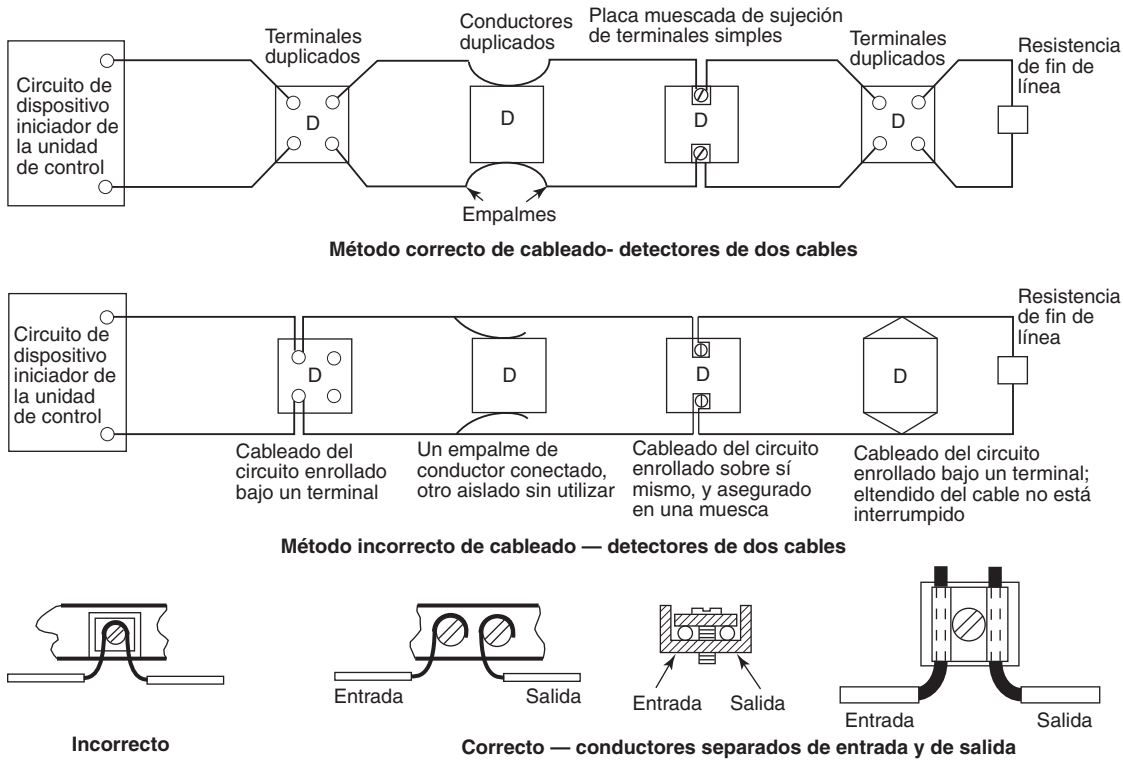 Terminales
duplicados
Conductores
duplicados
Placa muescada de sujeción
de terminales simples
Terminales
duplicados
Resistencia
de fin de
línea
Circuito de
dispositivo
iniciador de
la unidad
de control
D
D
D
D
Empalmes
Método correcto de cableado- detectores de dos cables
Resistencia
de fin de
línea
Circuito de
dispositivo
iniciador de
la unidad
de control
D
D
D
D
Cableado del
circuito enrollado
bajo un terminal
Un empalme de
conductor conectado,
otro aislado sin utilizar
Cableado del circuito
enrollado sobre sí
mismo, y asegurado
en una muesca
Cableado del circuito
enrollado bajo un terminal;
eltendido del cable no está
interrumpido
Método incorrecto de cableado — detectores de dos cables
Entrada
Salida
Entrada
Salida
Entrada
Salida
Incorrecto
Correcto — conductores separados de entrada y de salida